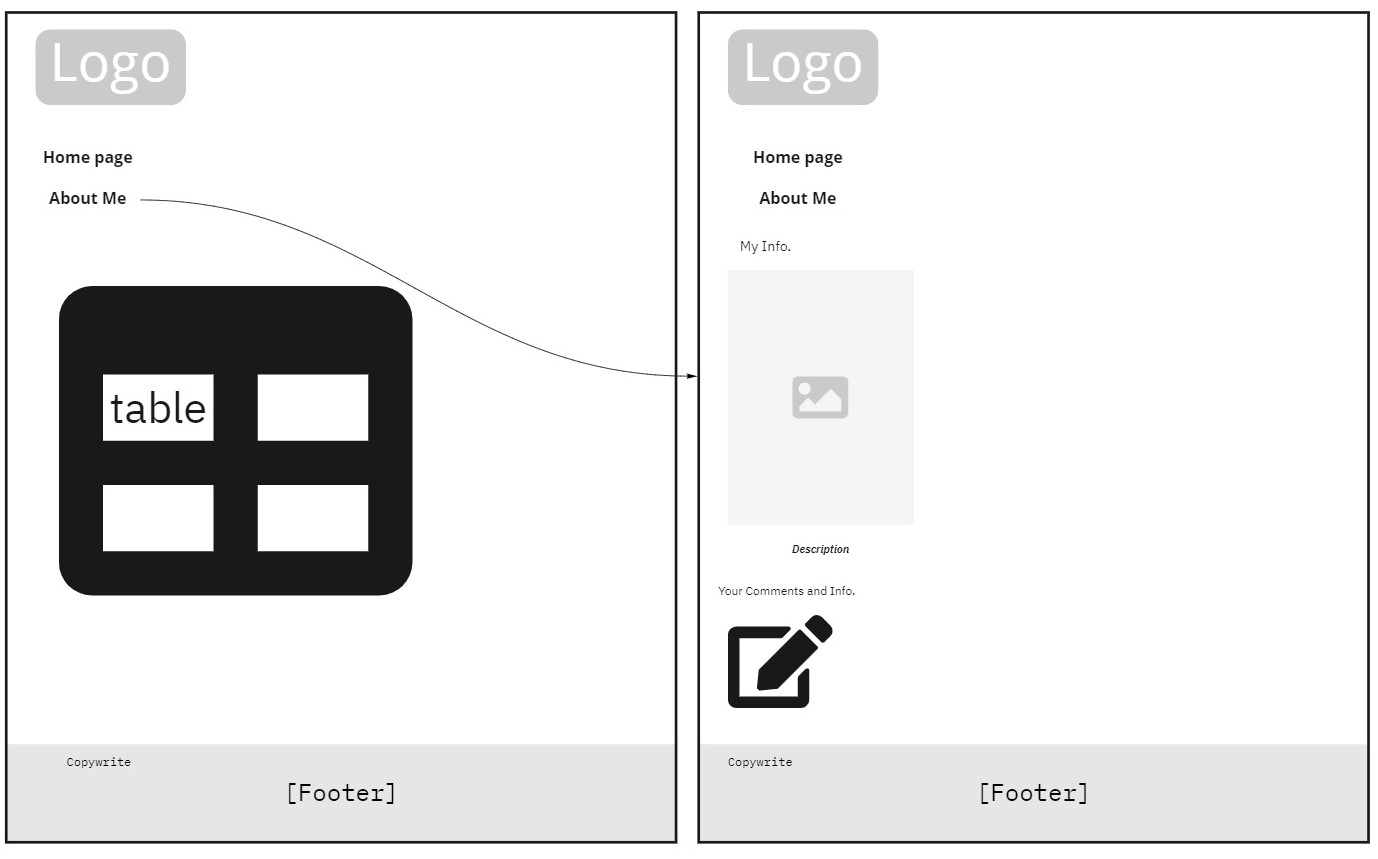 Logo
Home page
About Me
table
Copywrite
[Footer]
Logo
Home page
About Me
My Info.
Description
Your Comments and Info.
Copywrite
[Footer]